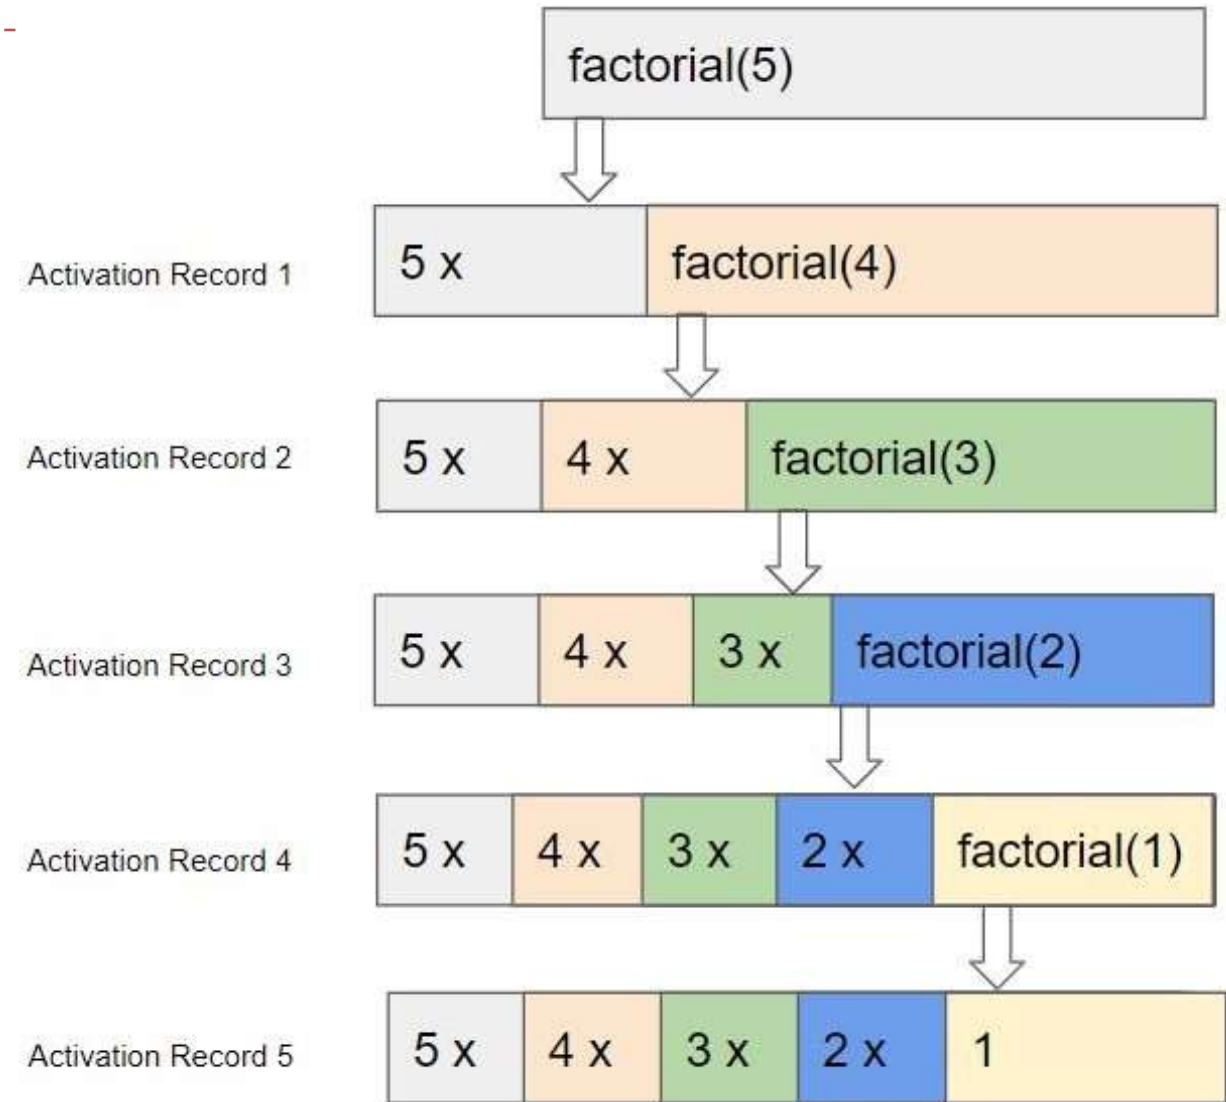 factorial(5)
Activation Record 1 5 x factorial(4)
Activation Record 2 5 x 4 x factorial(3)
Activation Record 3 5 x 4 x 3 x factorial(2)
Activation Record 4 5 x 4 x 3 x 2 x factorial(1)
Activation Record 5 5 x 4 x 3 x 2 x 1